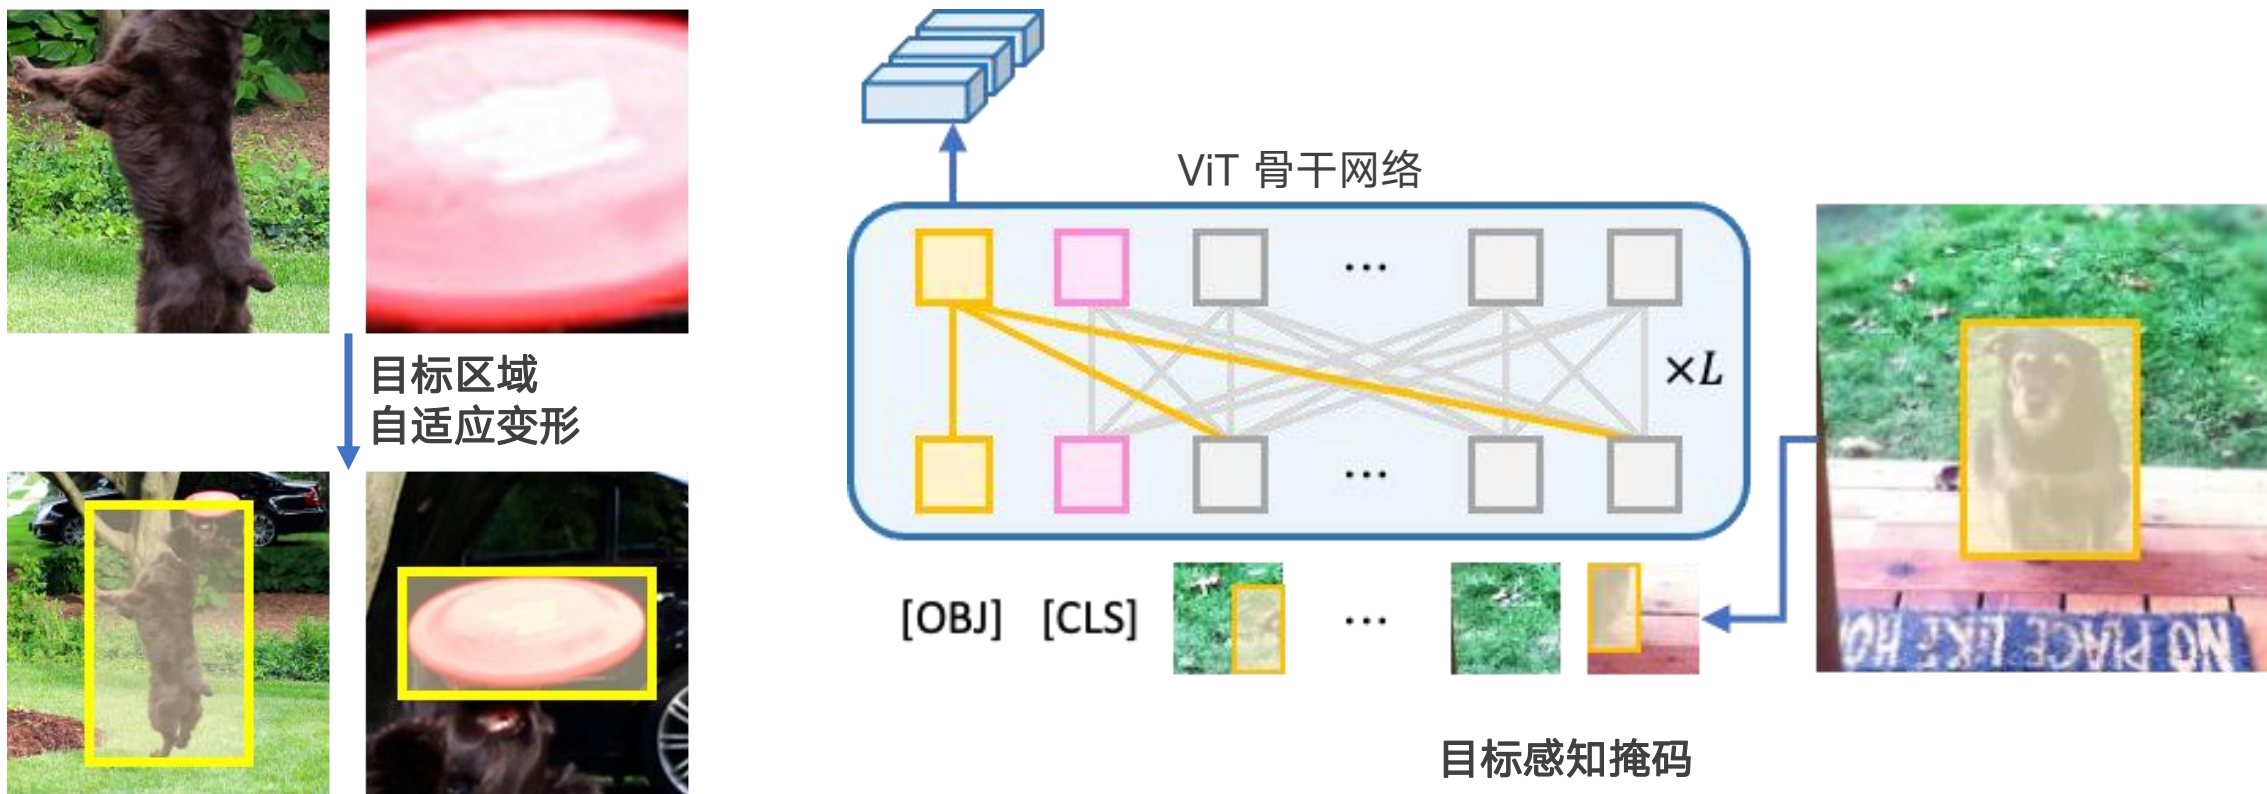 ViT 骨干网络
目标区域
自适应变形
···
×L
···
[OBJ] [CLS] ···
NO PLACE LIKE HO
目标感知掩码